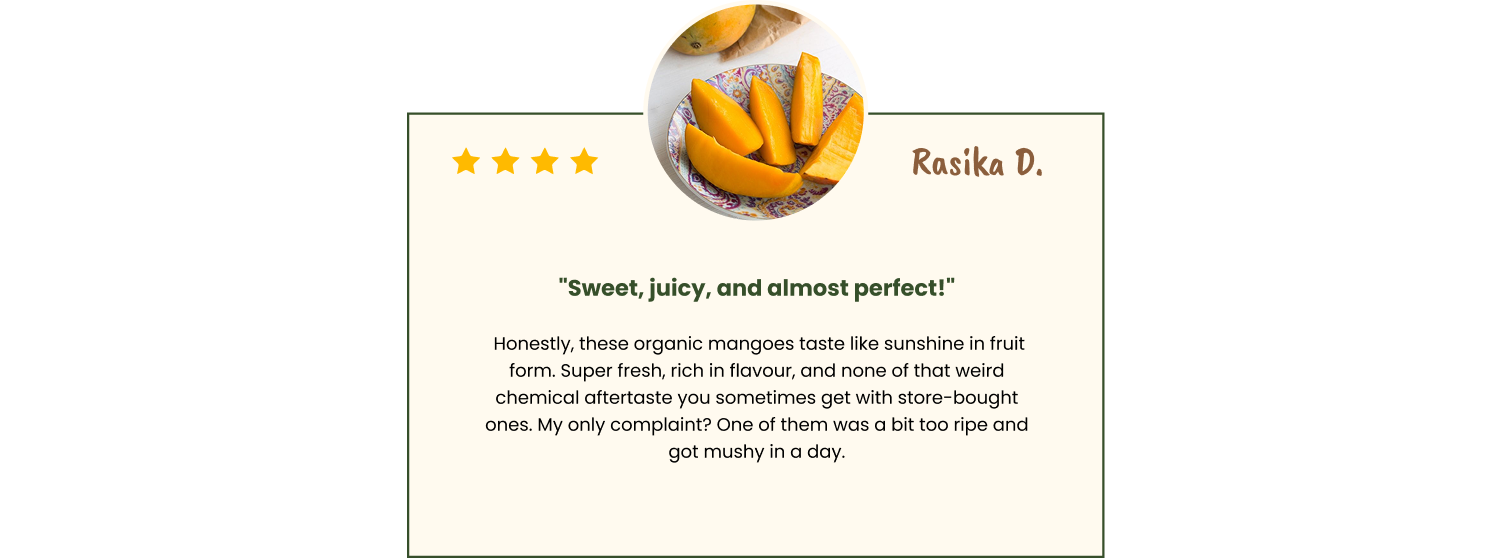 Rasika D.
"Sweet, juicy, and almost perfect!"
Honestly, these organic mangoes taste like sunshine in fruit
form. Super fresh, rich in flavour, and none of that weird
chemical aftertaste you sometimes get with store-bought
ones. My only complaint? One of them was a bit too ripe and
got mushy in a day.